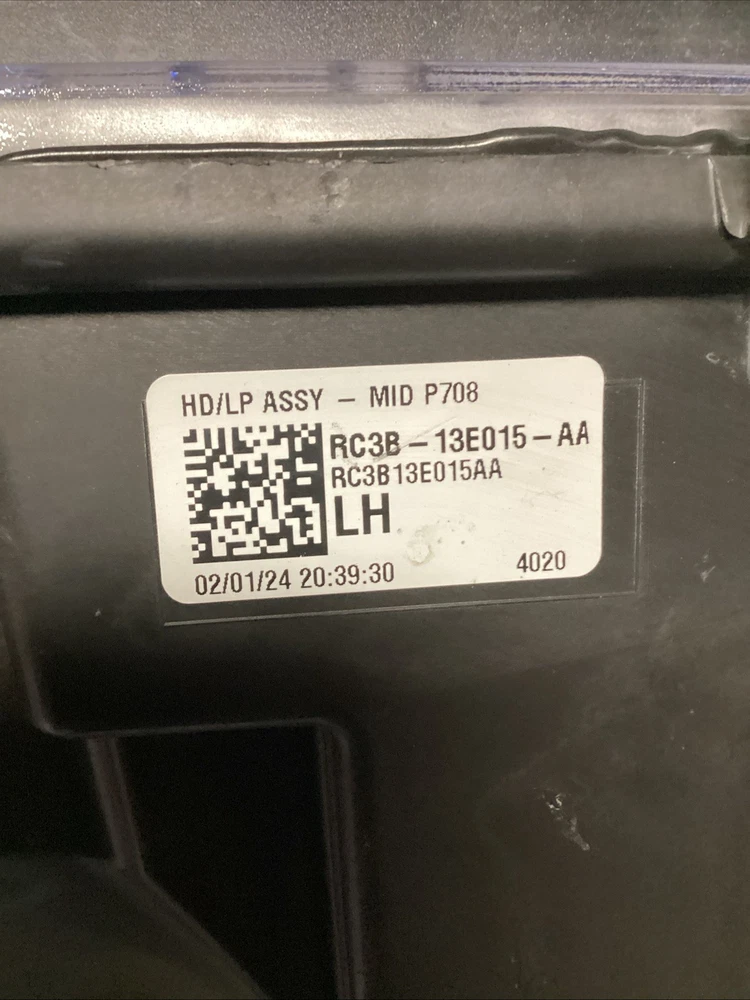 HD/LP ASSY – MID P708
RC3B – 13E015 – AA
RC3B13E015AA
LH
02/01/24 20:39:30 4020